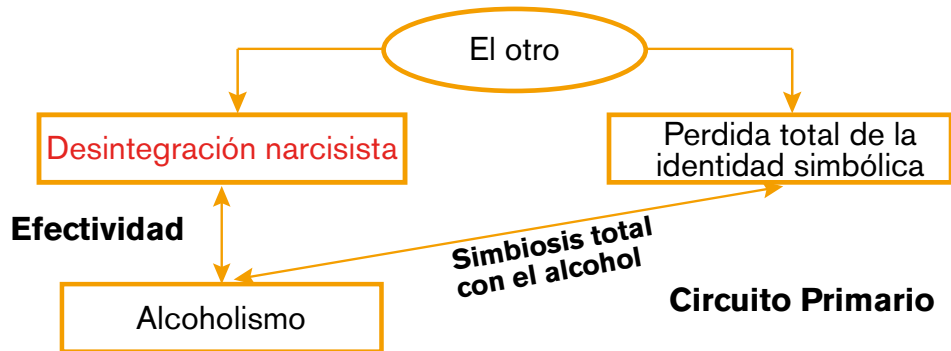 El otro
Desintegración narcisista
Perdida total de la
identidad simbólica
Efectividad
Simbiosis total
con el alcohol
Circuito Primario
Alcoholismo